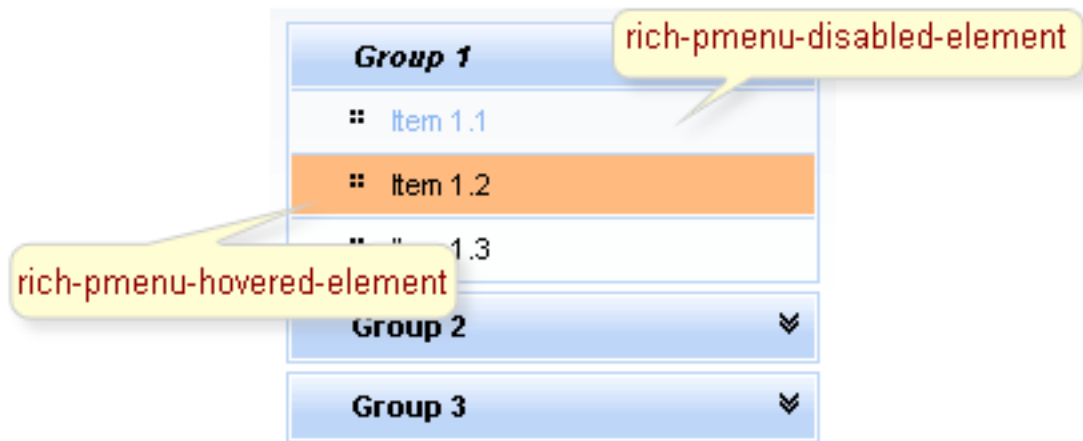 Group 1
rich-pmenu-disabled-element
Item 1.1
Item 1.2
1.3
rich-pmenu-hovered-element
Group 2
Group 3